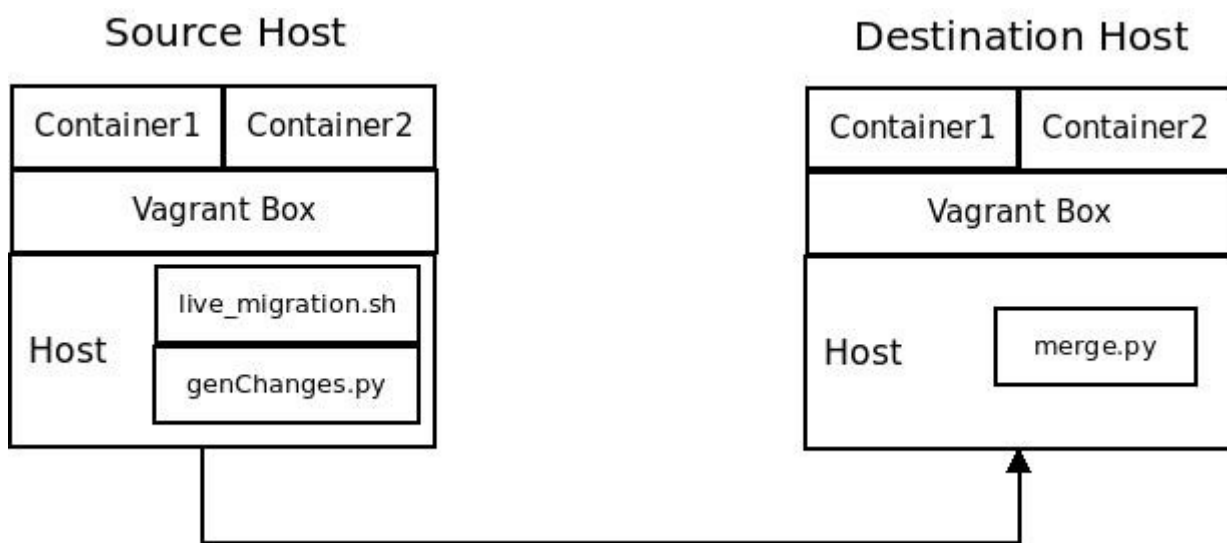 Source Host
Container1
Container2
Vagrant Box
Host
live_migration.sh
genChanges.py
Destination Host
Container1
Container2
Vagrant Box
Host
merge.py